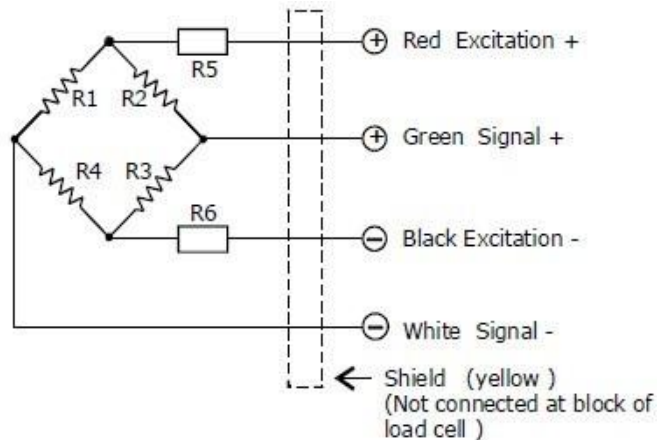 R5
Red Excitation +
R1
R2
Green Signal +
R4
R3
R6
Black Excitation -
White Signal -
Shield (yellow )
(Not connected at block of
load cell )